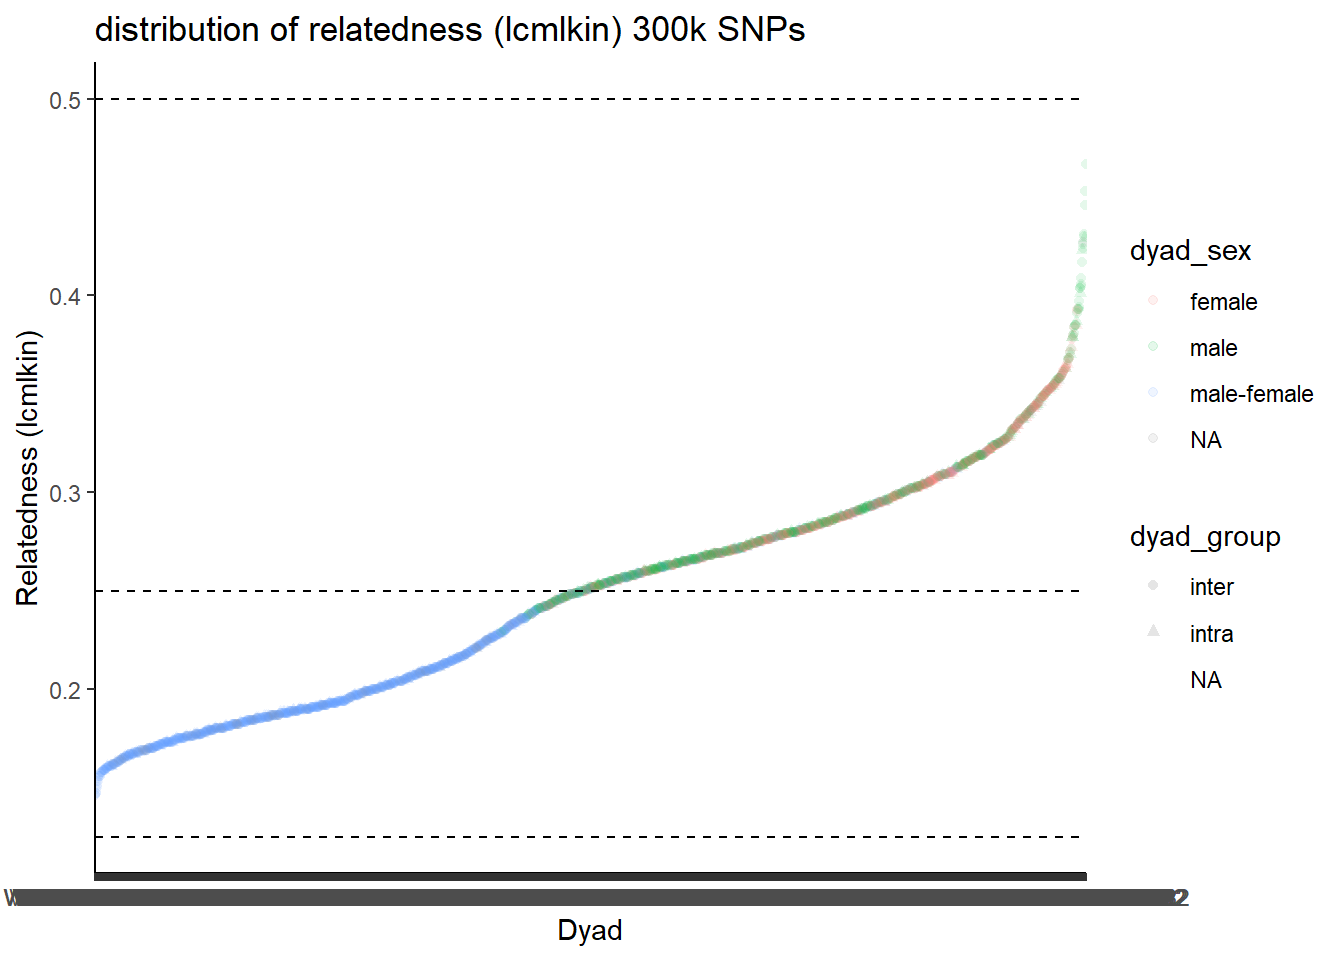 distribution of relatedness (lcmlkin) 300k SNPs
0.5
0.4
0.3
0.2
Relatedness (lcmlkin)
Dyad
dyad_sex
female
male
male-female
NA
dyad_group
inter
intra
NA